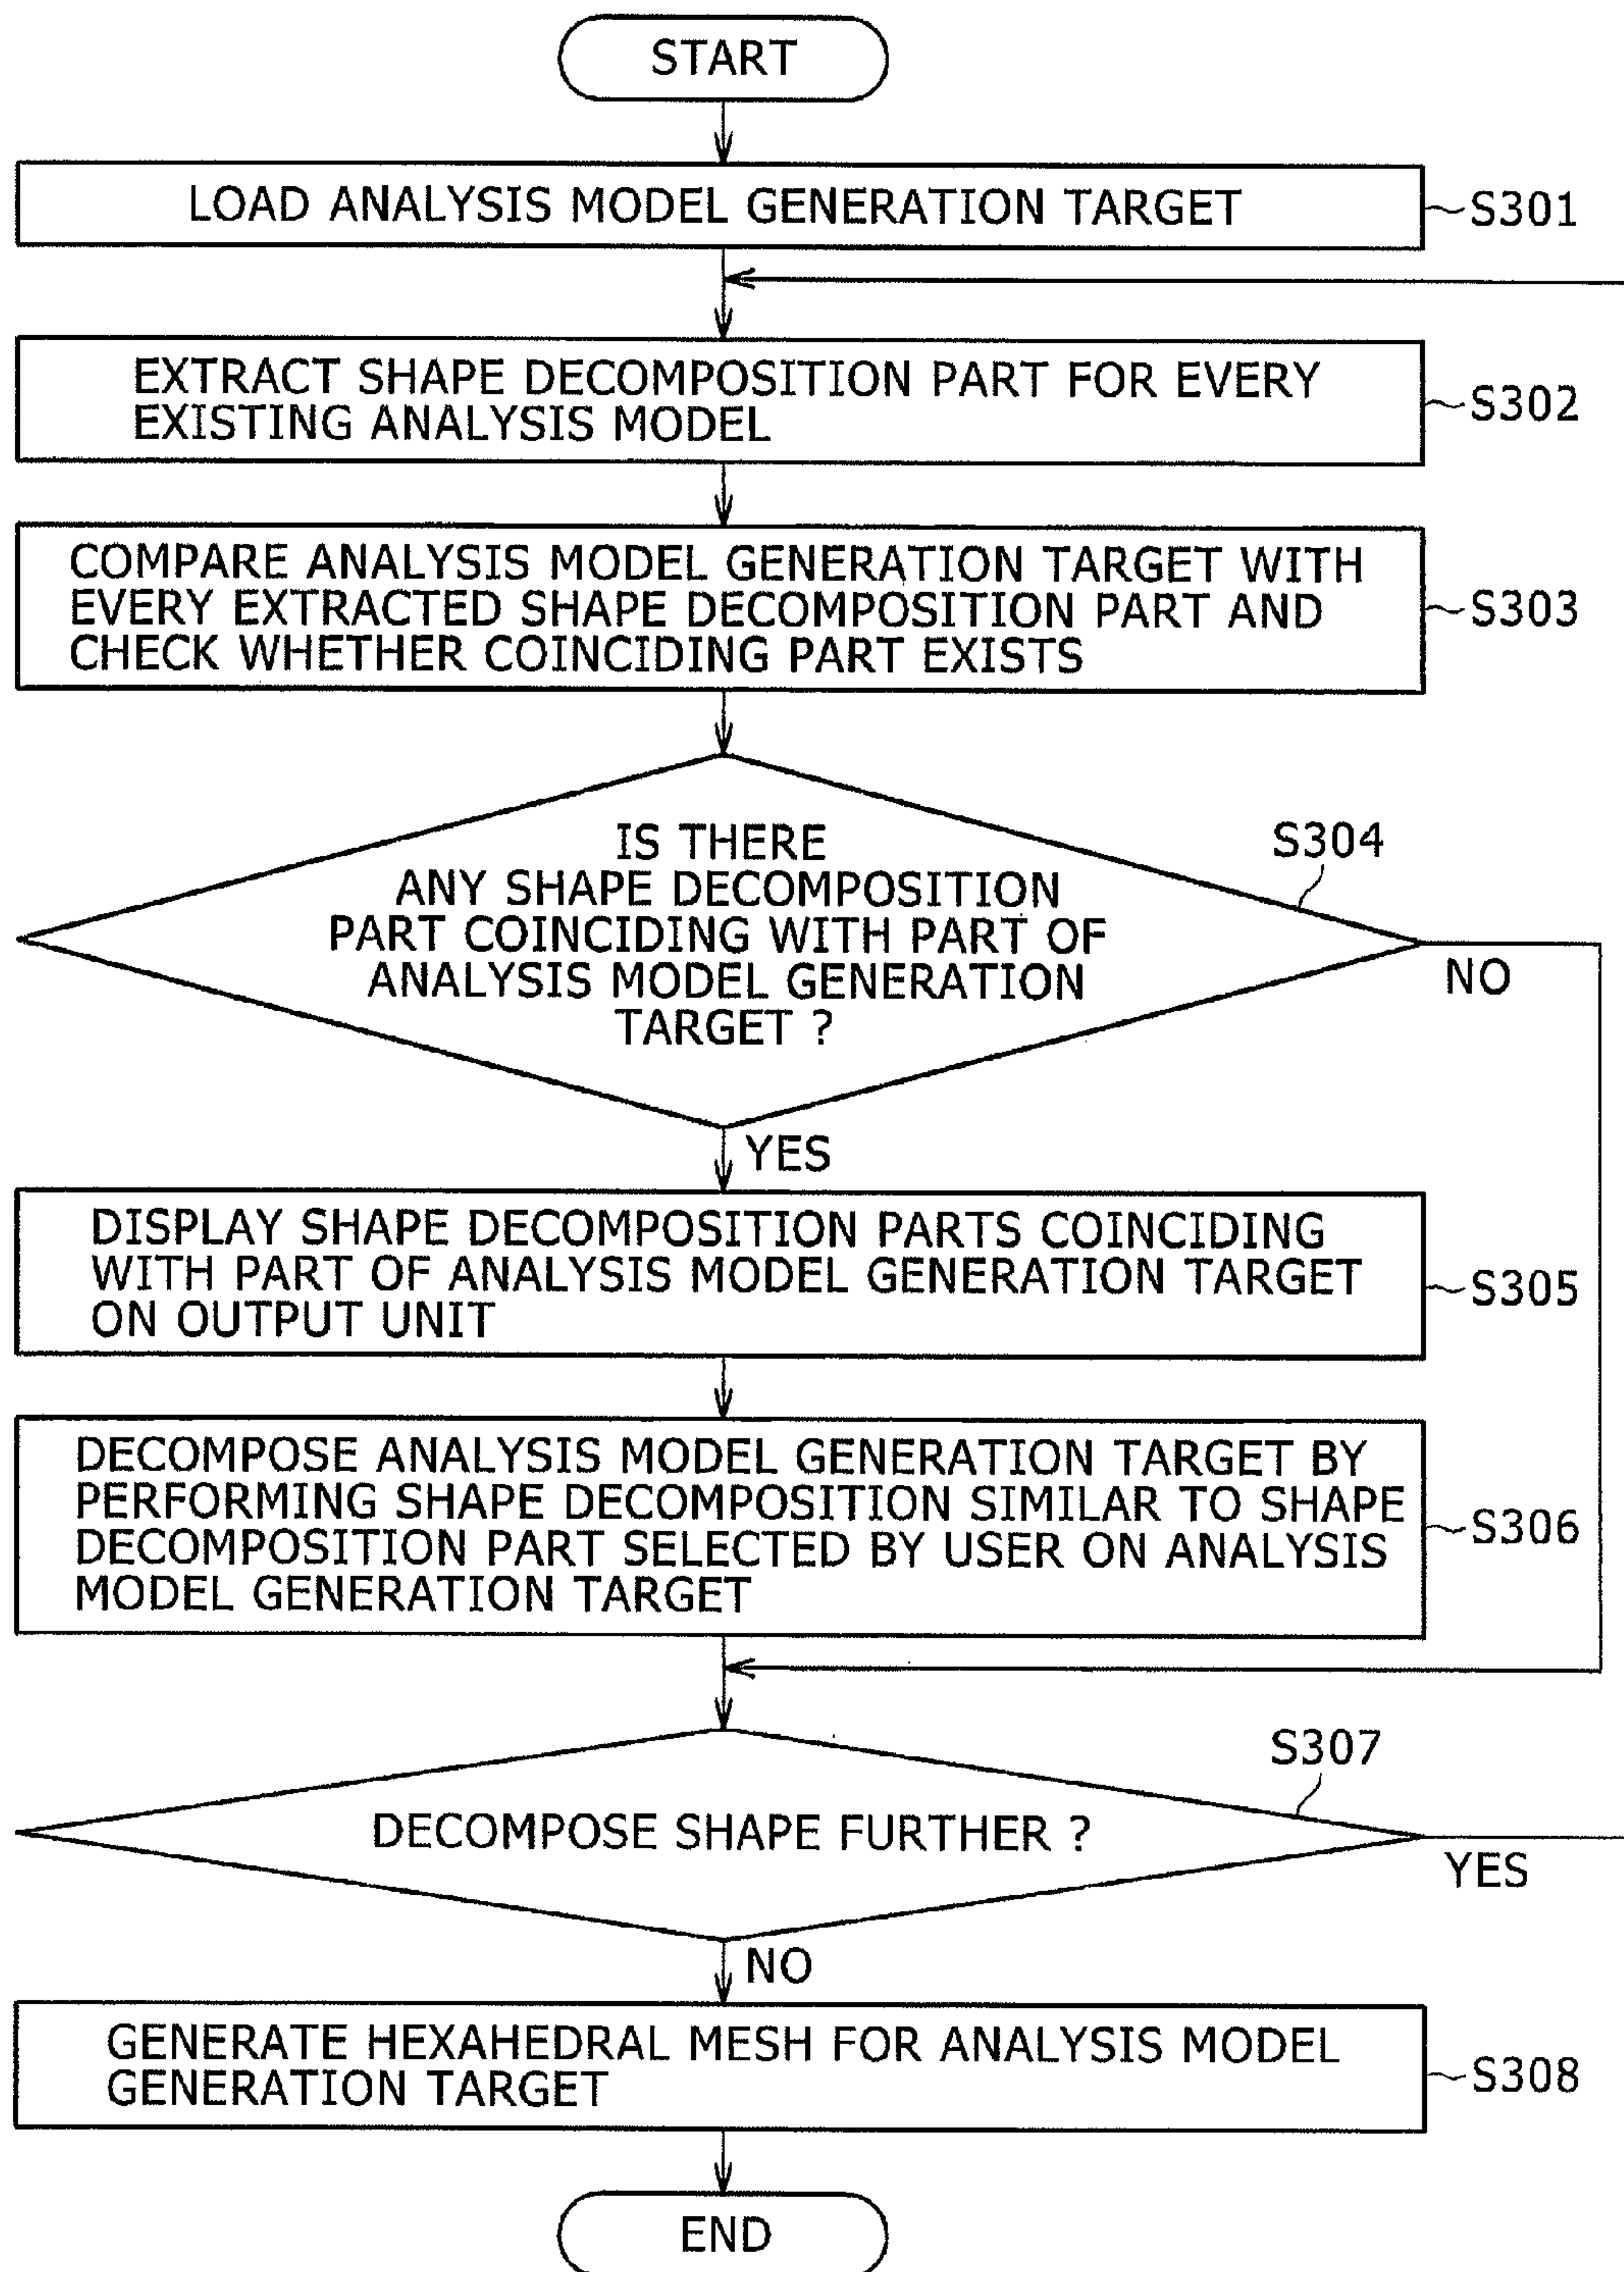 START
LOAD ANALYSIS MODEL GENERATION TARGET
S301
EXTRACT SHAPE DECOMPOSITION PART FOR EVERY
EXISTING ANALYSIS MODEL
S302
COMPARE ANALYSIS MODEL GENERATION TARGET WITH
EVERY EXTRACTED SHAPE DECOMPOSITION PART AND
CHECK WHETHER COINCIDING PART EXISTS
S303
IS THERE
ANY SHAPE DECOMPOSITION
PART COINCIDING WITH PART OF
ANALYSIS MODEL GENERATION
TARGET ?
S304
NO
YES
DISPLAY SHAPE DECOMPOSITION PARTS COINCIDING
WITH PART OF ANALYSIS MODEL GENERATION TARGET
ON OUTPUT UNIT
S305
DECOMPOSE ANALYSIS MODEL GENERATION TARGET BY
PERFORMING SHAPE DECOMPOSITION SIMILAR TO SHAPE
DECOMPOSITION PART SELECTED BY USER ON ANALYSIS
MODEL GENERATION TARGET
S306
S307
DECOMPOSE SHAPE FURTHER ?
YES
NO
GENERATE HEXAHEDRAL MESH FOR ANALYSIS MODEL
GENERATION TARGET
S308
END